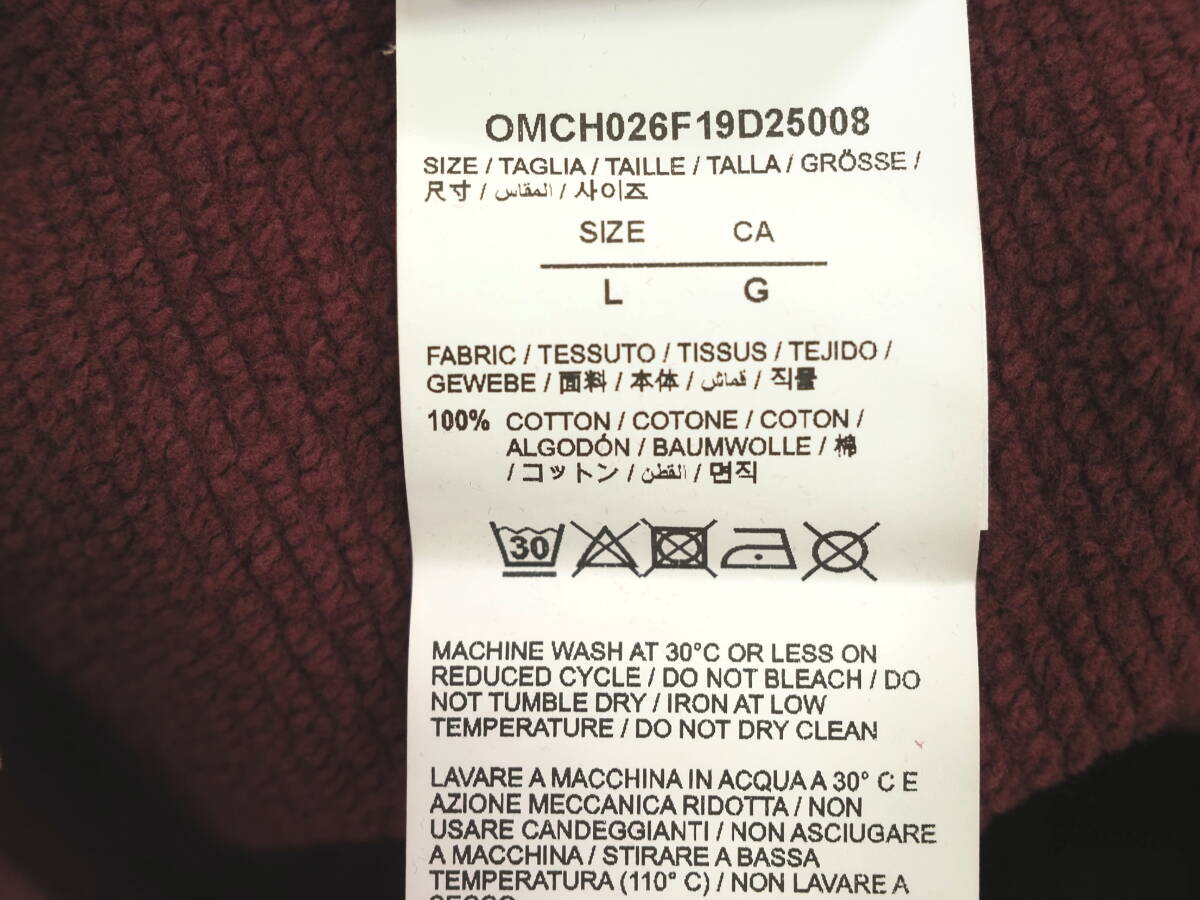 OMCH026F19D25008
SIZE / TAGLIA / TAILLE / TALLA / GRÖSSE /
尺寸 / المقاس / 사이즈
SIZE CA
L G
FABRIC / TESSUTO / TISSUS / TEJIDO /
GEWEBE / 面料 / 本体 / قماش / 직물
100% COTTON / COTONE / COTON /
ALGODÓN / BAUMWOLLE / 棉
/ コットン / القطن / 면직
30
MACHINE WASH AT 30°C OR LESS ON
REDUCED CYCLE / DO NOT BLEACH / DO
NOT TUMBLE DRY / IRON AT LOW
TEMPERATURE / DO NOT DRY CLEAN
LAVARE A MACCHINA IN ACQUA A 30° C E
AZIONE MECCANICA RIDOTTA / NON
USARE CANDEGGIANTI / NON ASCIUGARE
A MACCHINA / STIRARE A BASSA
TEMPERATURA (110° C) / NON LAVARE A